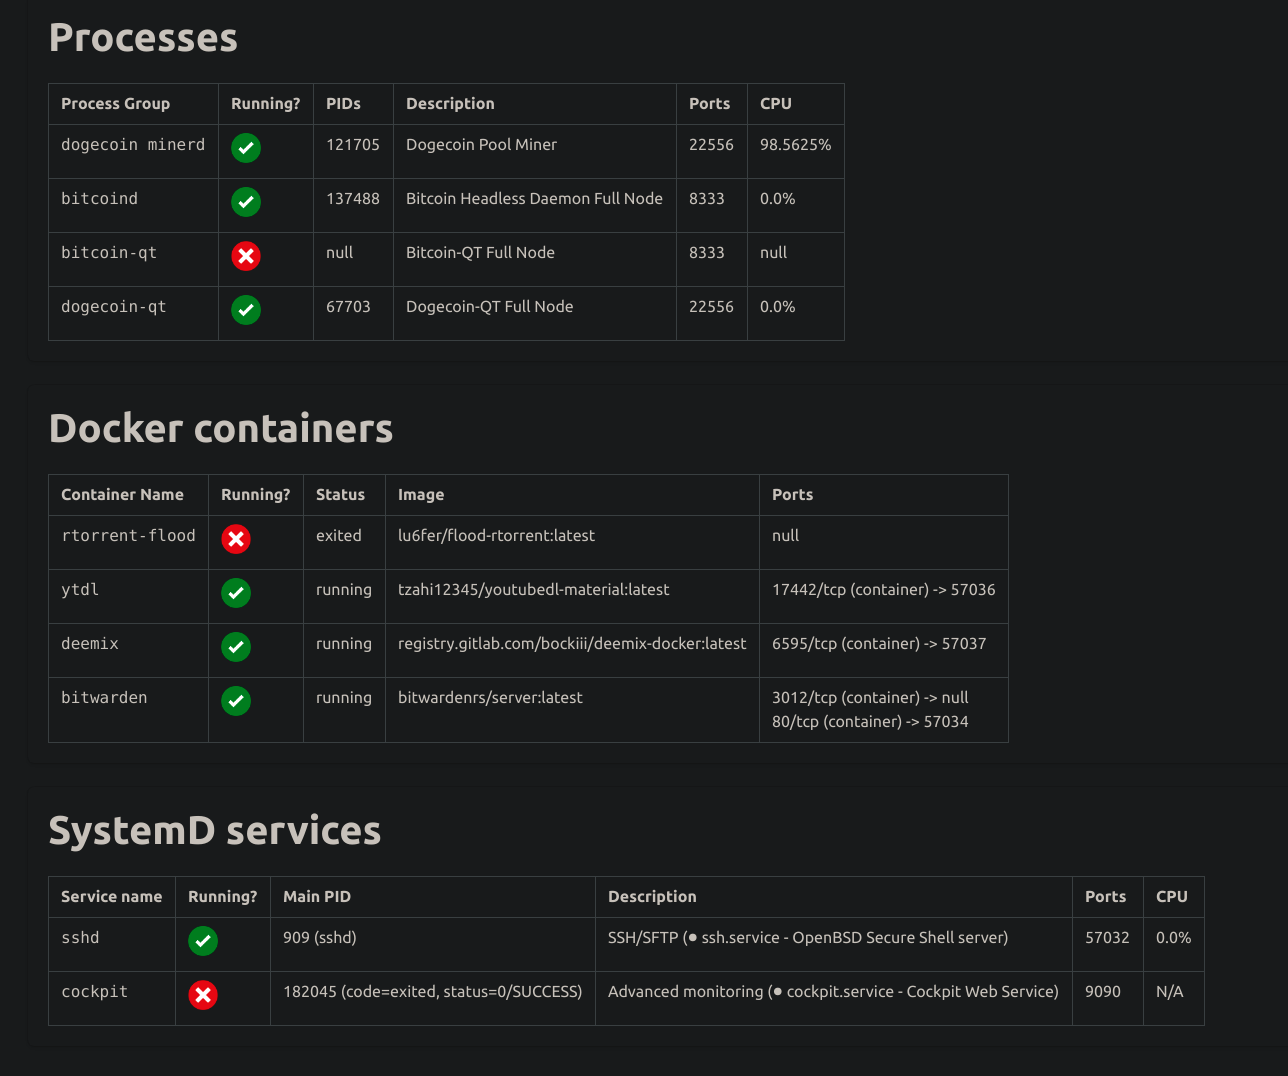 Processes
Process Group Running? PIDs Description Ports CPU
dogecoin minerd 121705 Dogecoin Pool Miner 22556 98.5625%
bitcoind 137488 Bitcoin Headless Daemon Full Node 8333 0.0%
bitcoin-qt null Bitcoin-QT Full Node 8333 null
dogecoin-qt 67703 Dogecoin-QT Full Node 22556 0.0%
Docker containers
Container Name Running? Status Image Ports
rtorrent-flood exited lu6fer/flood-rtorrent:latest null
ytdl running tzahi12345/youtubedl-material:latest 17442/tcp (container) -> 57036
deemix running registry.gitlab.com/bockiii/deemix-docker:latest 6595/tcp (container) -> 57037
bitwarden running bitwardenrs/server:latest 3012/tcp (container) -> null
80/tcp (container) -> 57034
SystemD services
Service name Running? Main PID Description Ports CPU
sshd 909 (sshd) SSH/SFTP (● ssh.service - OpenBSD Secure Shell server) 57032 0.0%
cockpit 182045 (code=exited, status=0/SUCCESS) Advanced monitoring (● cockpit.service - Cockpit Web Service) 9090 N/A